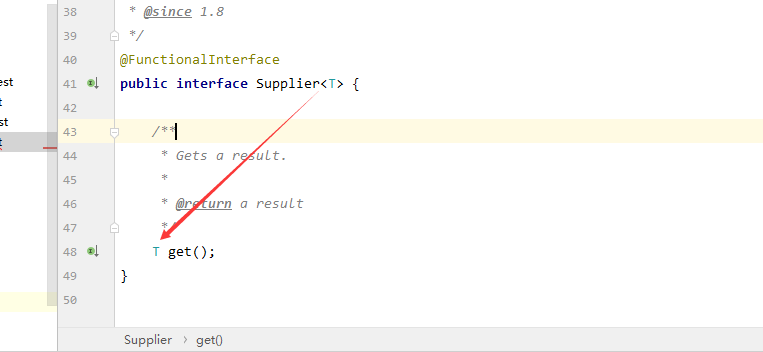 38 * @since 1.8
39 */
40 @FunctionalInterface
41 public interface Supplier<T> {
42
43 /**
44 * Gets a result.
45 *
46 * @return a result
47 *
48 T get();
49 }
50
est
t
st
t
Supplier > get()